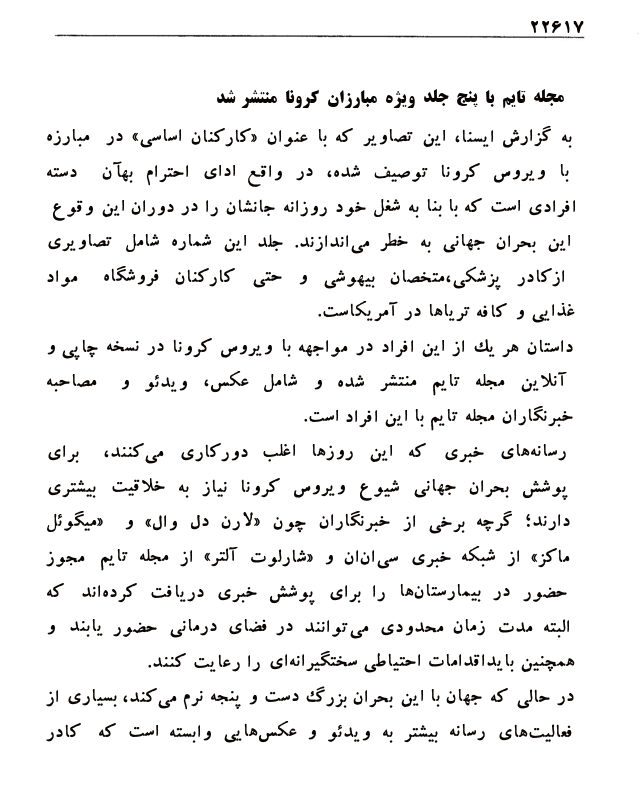 ۲۲۶۱۷
مجله تایم با پنج جلد ویژه مبارزان کرونا منتشر شد
به گزارش ایسنا، این تصاویر که با عنوان «کارکنان اساسی» در مبارزه
با ویروس کرونا توصیف شده، در واقع ادای احترام بهآن دسته
افرادی است که با بنا به شغل خود روزانه جانشان را در دوران این وقوع
این بحران جهانی به خطر می‌اندازند. جلد این شماره شامل تصاویری
ازکادر پزشکی،متخصان بیهوشی و حتی کارکنان فروشگاه مواد
غذایی و کافه تریاها در آمریکاست.
داستان هر یك از این افراد در مواجهه با ویروس کرونا در نسخه چاپی و
آنلاین مجله تایم منتشر شده و شامل عکس، ویدئو و مصاحبه
خبرنگاران مجله تایم با این افراد است.
رسانه‌های خبری که این روزها اغلب دورکاری می‌کنند، برای
پوشش بحران جهانی شیوع ویروس کرونا نیاز به خلاقیت بیشتری
دارند؛ گرچه برخی از خبرنگاران چون «لارن دل وال» و «میگوئل
ماکز» از شبکه خبری سی‌ان‌ان و «شارلوت آلتر» از مجله تایم مجوز
حضور در بیمارستان‌ها را برای پوشش خبری دریافت کرده‌اند که
البته مدت زمان محدودی می‌توانند در فضای درمانی حضور یابند و
همچنین بایداقدامات احتیاطی سختگیرانه‌ای را رعایت کنند.
در حالی که جهان با این بحران بزرگ دست و پنجه نرم می‌کند، بسیاری از
فعالیت‌های رسانه بیشتر به ویدئو و عکس‌هایی وابسته است که کادر